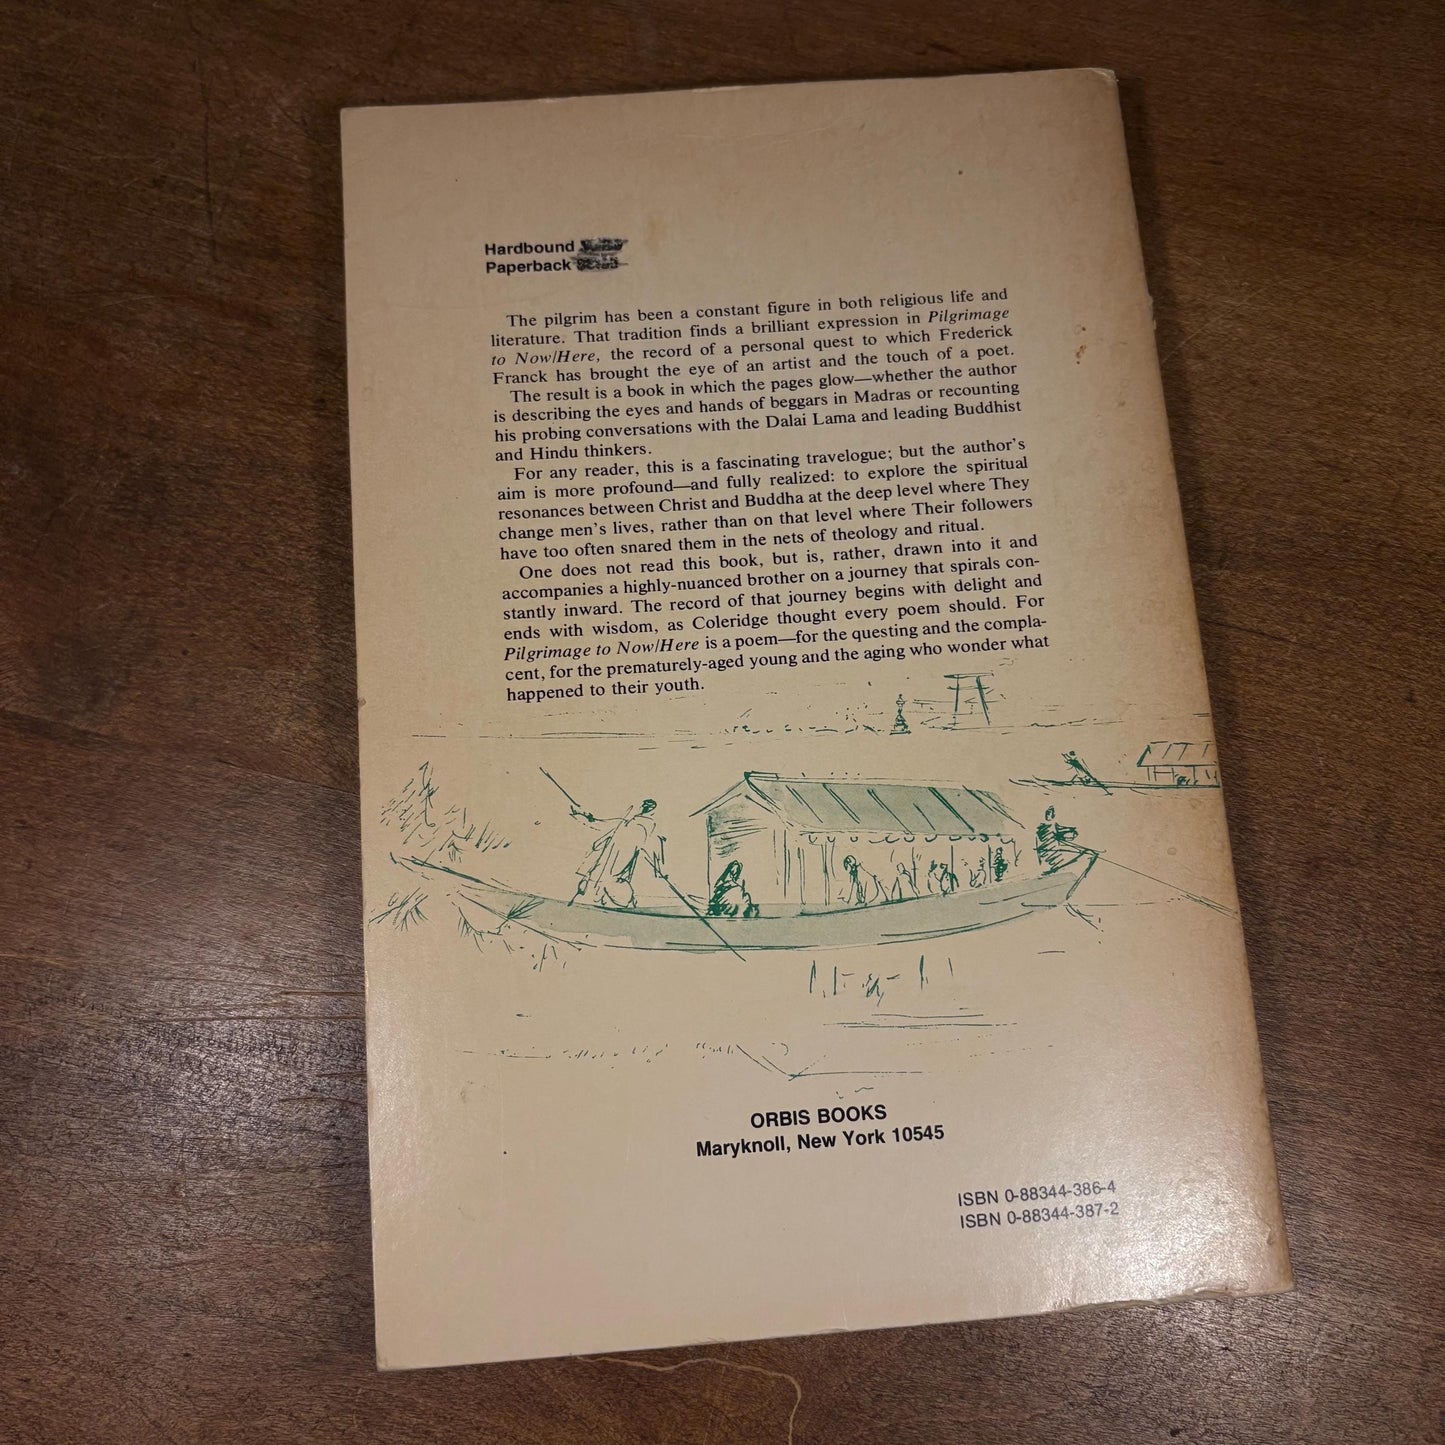 Hardbound
Paperback
The pilgrim has been a constant figure in both religious life and
literature. That tradition finds a brilliant expression in Pilgrimage
to Now/Here, the record of a personal quest to which Frederick
Franck has brought the eye of an artist and the touch of a poet.
The result is a book in which the pages glow—whether the author
is describing the eyes and hands of beggars in Madras or recounting
his probing conversations with the Dalai Lama and leading Buddhist
and Hindu thinkers.
For any reader, this is a fascinating travelogue; but the author's
aim is more profound—and fully realized: to explore the spiritual
resonances between Christ and Buddha at the deep level where They
change men's lives, rather than on that level where Their followers
have too often snared them in the nets of theology and ritual.
One does not read this book, but is, rather, drawn into it and
accompanies a highly-nuanced brother on a journey that spirals con-
stantly inward. The record of that journey begins with delight and
ends with wisdom, as Coleridge thought every poem should. For
Pilgrimage to Now/Here is a poem—for the questing and the compla-
cent, for the prematurely-aged young and the aging who wonder what
happened to their youth.
ORBIS BOOKS
Maryknoll, New York 10545
ISBN 0-88344-386-4
ISBN 0-88344-387-2